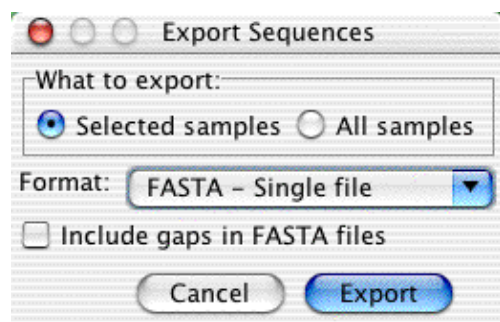 Export Sequences
What to export:
Selected samples All samples
Format: FASTA – Single file
Include gaps in FASTA files
Cancel Export